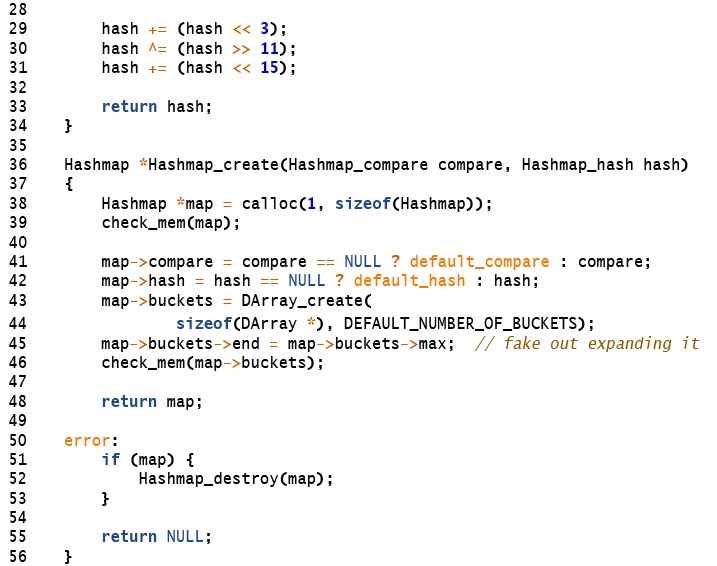 28
29        hash += (hash << 3);
30        hash ^= (hash >> 11);
31        hash += (hash << 15);
32
33        return hash;
34    }
35
36    Hashmap *Hashmap_create(Hashmap_compare compare, Hashmap_hash hash)
37    {
38        Hashmap *map = calloc(1, sizeof(Hashmap));
39        check_mem(map);
40
41        map->compare = compare == NULL ? default_compare : compare;
42        map->hash = hash == NULL ? default_hash : hash;
43        map->buckets = DArray_create(
44                sizeof(DArray *), DEFAULT_NUMBER_OF_BUCKETS);
45        map->buckets->end = map->buckets->max;  // fake out expanding it
46        check_mem(map->buckets);
47
48        return map;
49
50    error:
51        if (map) {
52            Hashmap_destroy(map);
53        }
54
55        return NULL;
56    }